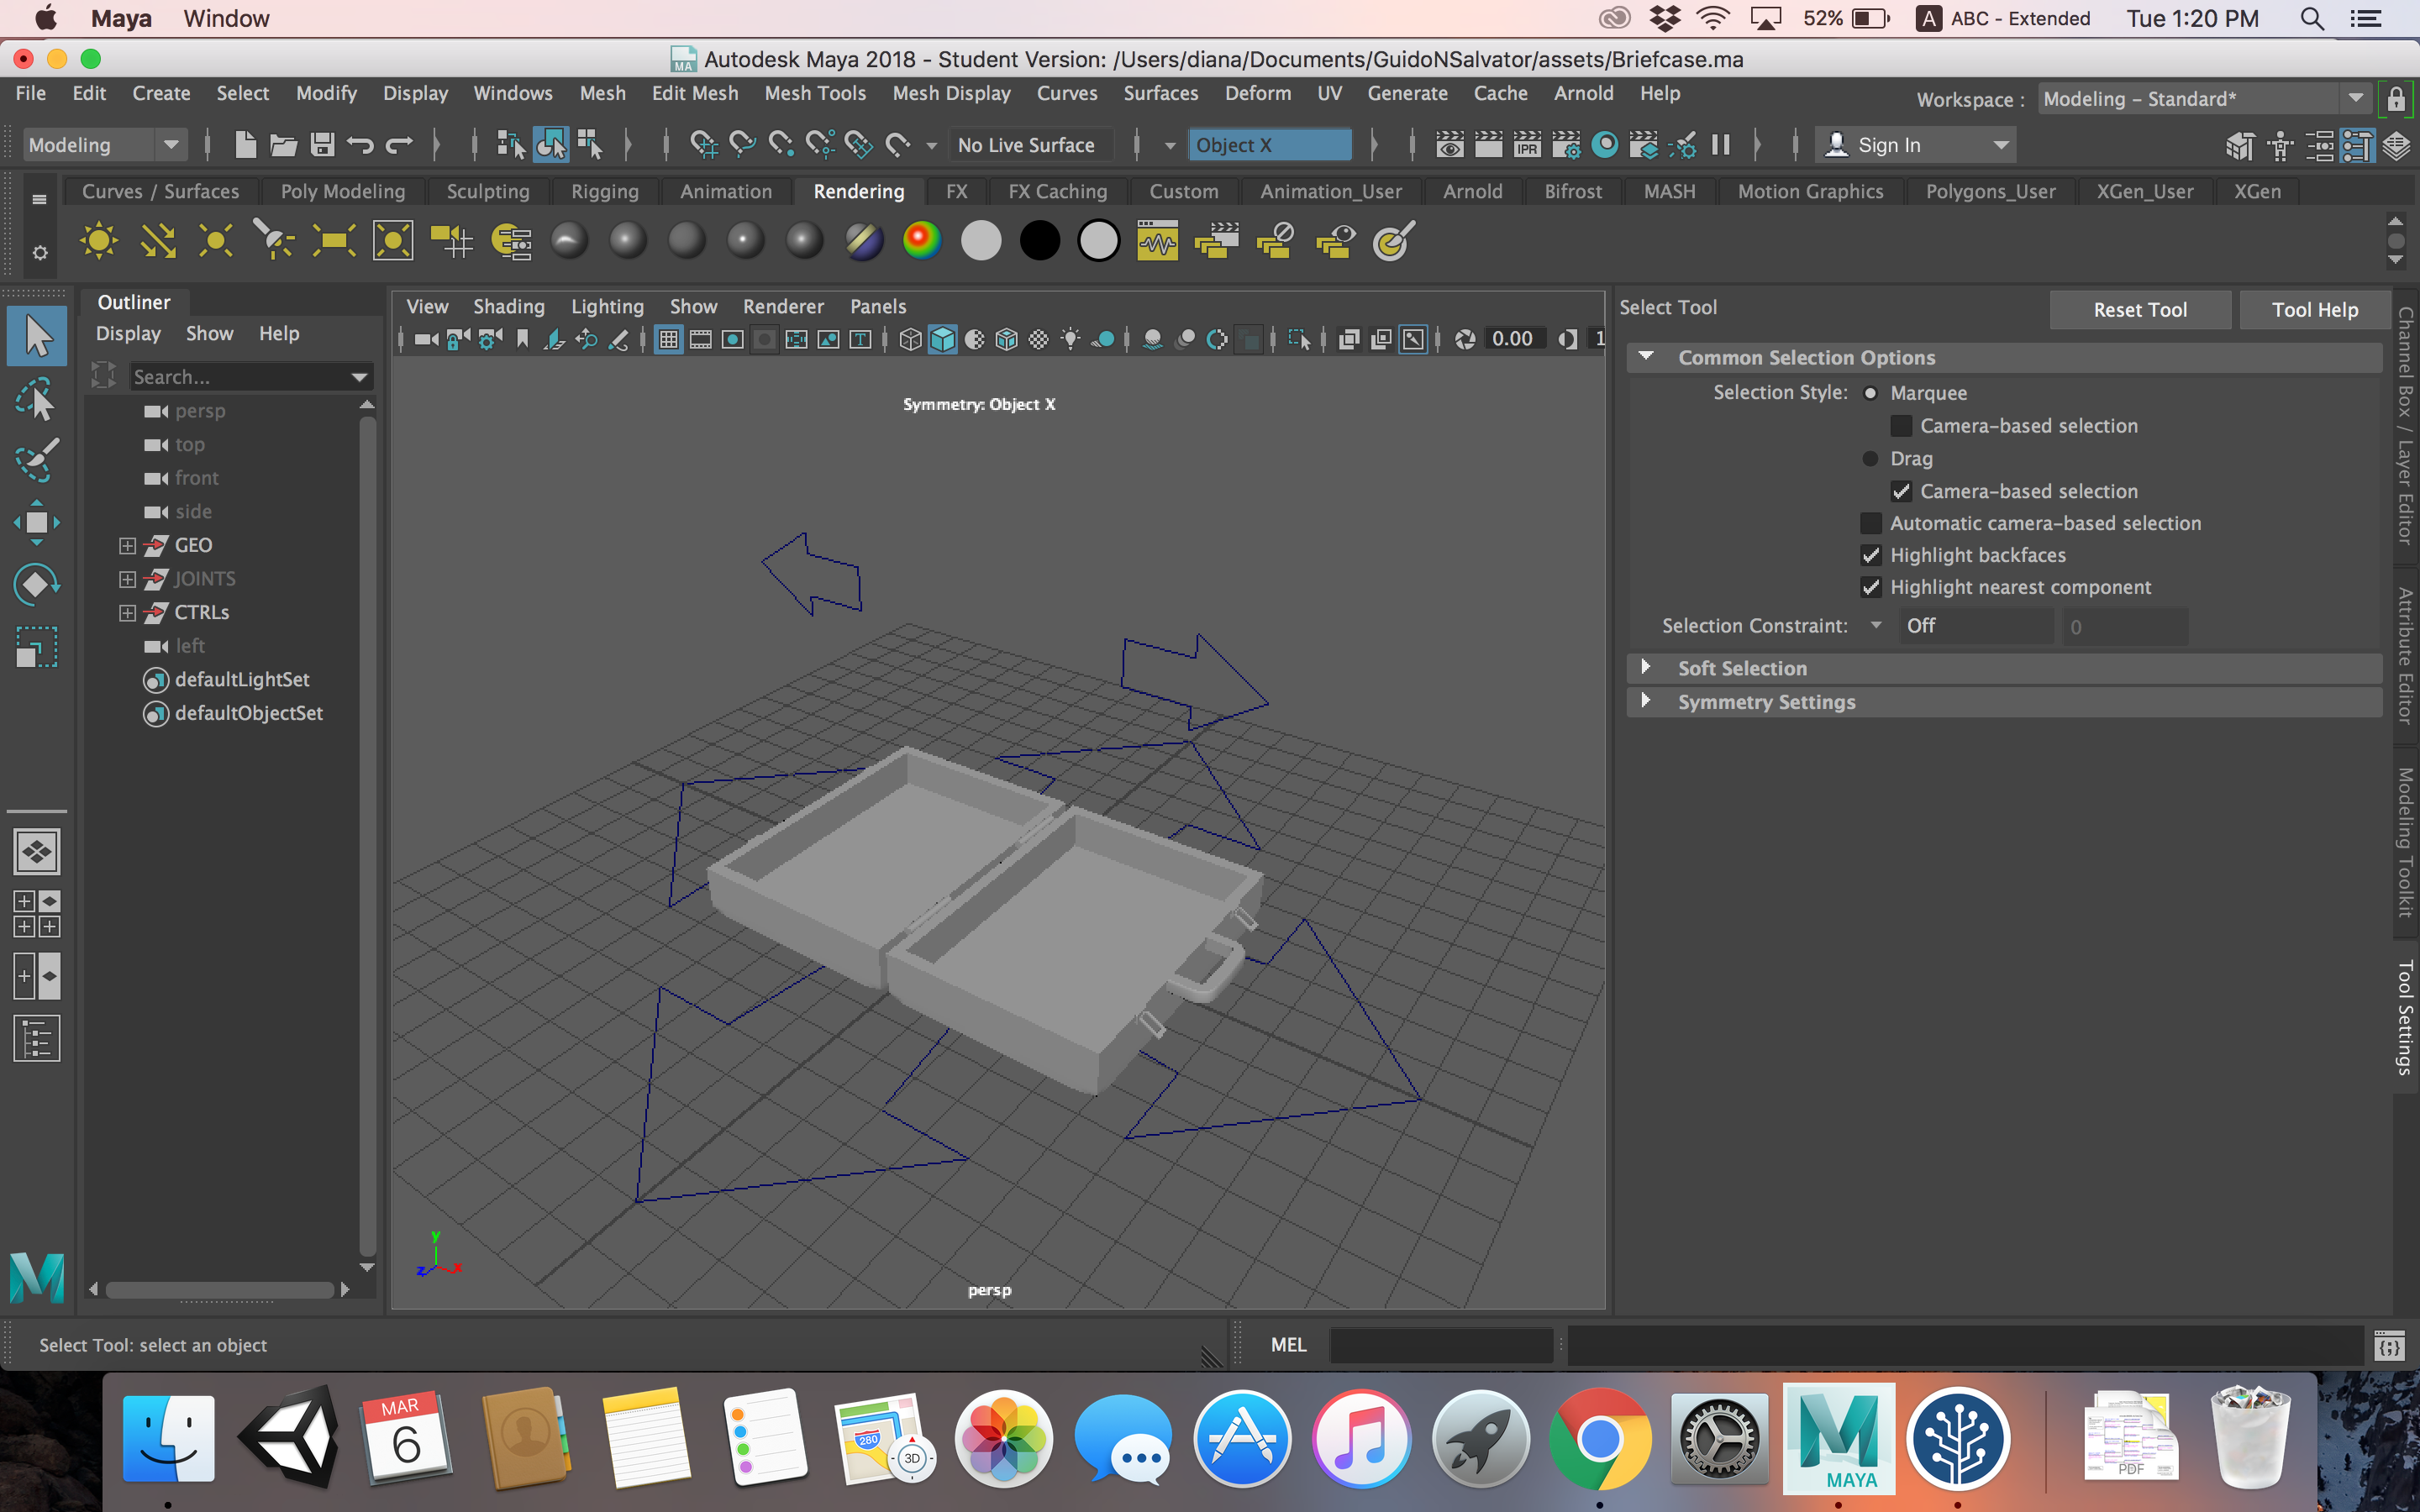 Maya Window 52% A ABC - Extended Tue 1:20 PM
MA Autodesk Maya 2018 - Student Version: /Users/diana/Documents/GuidoNSalvator/assets/Briefcase.ma
File Edit Create Select Modify Display Windows Mesh Edit Mesh Mesh Tools Mesh Display Curves Surfaces Deform UV Generate Cache Arnold Help Workspace : Modeling - Standard*
Modeling No Live Surface Object X IPR Sign In
Curves / Surfaces Poly Modeling Sculpting Rigging Animation Rendering FX FX Caching Custom Animation_User Arnold Bifrost MASH Motion Graphics Polygons_User XGen_User XGen
Outliner
Display Show Help
Search...
persp
top
front
side
GEO
JOINTS
CTRLs
left
defaultLightSet
defaultObjectSet
View Shading Lighting Show Renderer Panels
T 0.00 1
Symmetry: Object X
y
z x
persp
Select Tool Reset Tool Tool Help
Common Selection Options
Selection Style: Marquee
Camera-based selection
Drag
Camera-based selection
Automatic camera-based selection
Highlight backfaces
Highlight nearest component
Selection Constraint: Off 0
Soft Selection
Symmetry Settings
Channel Box / Layer Editor
Attribute Editor
Modeling Toolkit
Tool Settings
M
Select Tool: select an object MEL
MAR
6
280
3D
MAYA
PDF